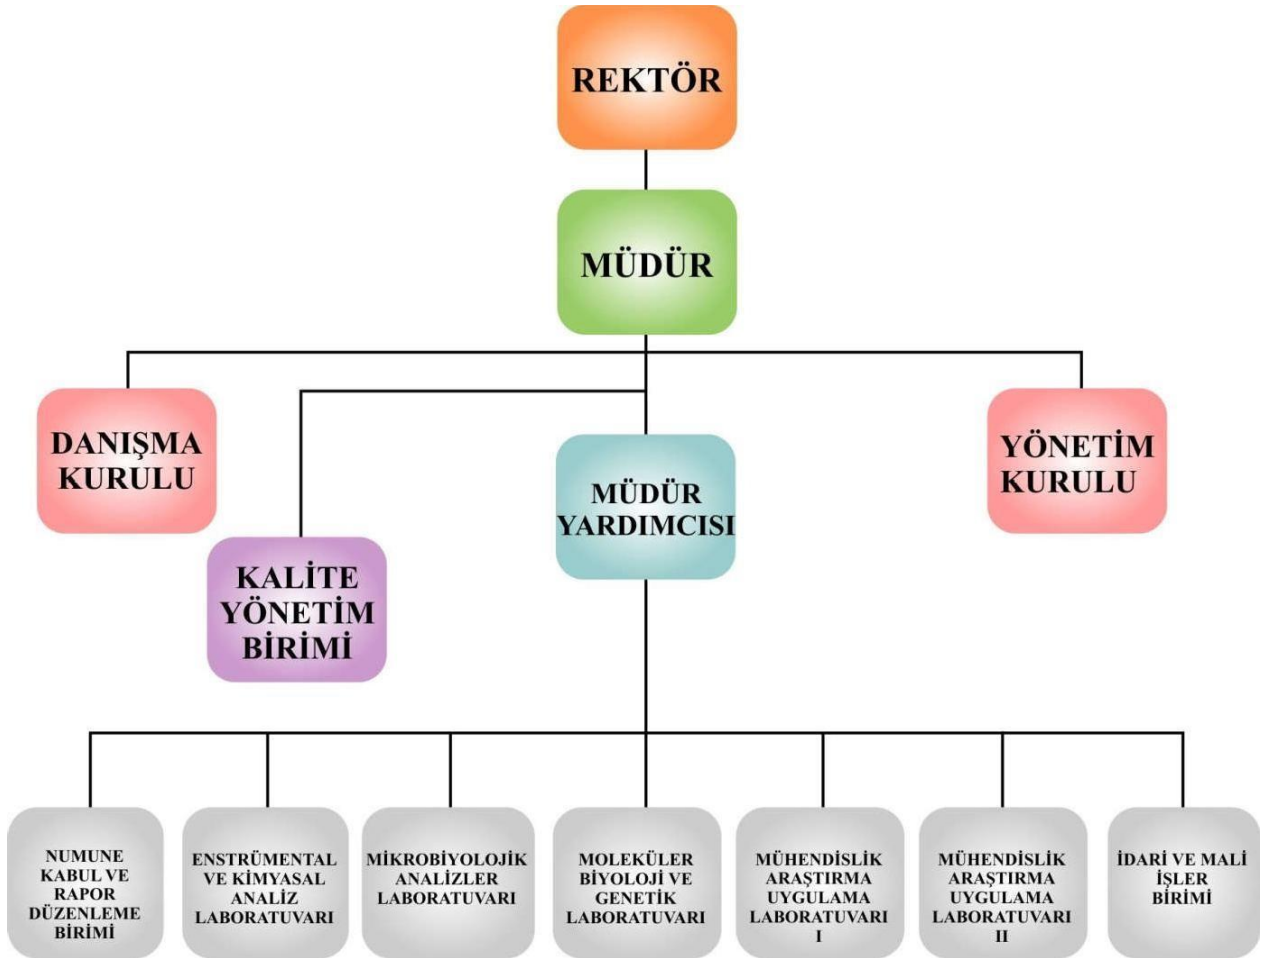 REKTÖR
MÜDÜR
DANIŞMA
KURULU
YÖNETİM
KURULU
MÜDÜR
YARDIMCISI
KALİTE
YÖNETİM
BİRİMİ
NUMUNE
KABUL VE
RAPOR
DÜZENLEME
BİRİMİ
ENSTRÜMENTAL
VE KİMYASAL
ANALİZ
LABORATUVARI
MİKROBİYOLOJİK
ANALİZLER
LABORATUVARI
MOLEKÜLER
BİYOLOJİ VE
GENETİK
LABORATUVARI
MÜHENDİSLİK
ARAŞTIRMA
UYGULAMA
LABORATUVARI
I
MÜHENDİSLİK
ARAŞTIRMA
UYGULAMA
LABORATUVARI
II
İDARİ VE MALİ
İŞLER
BİRİMİ